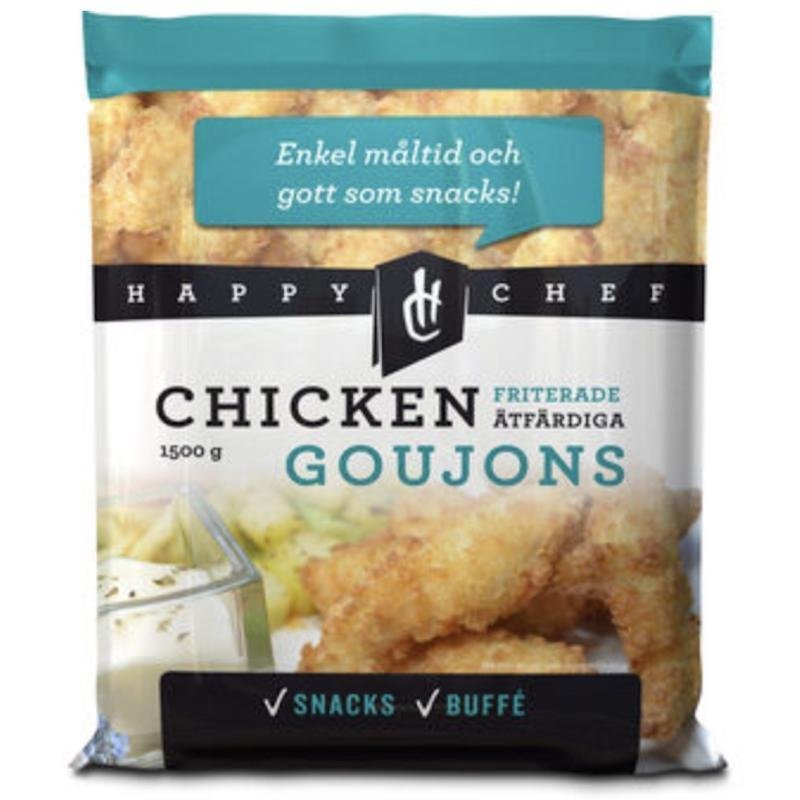 Enkel måltid och
gott som snacks!
HAPPY CHEF
CHICKEN
FRITERADE
ÄTFÄRDIGA
1500 g
GOUJONS
✓SNACKS ✓BUFFÉ